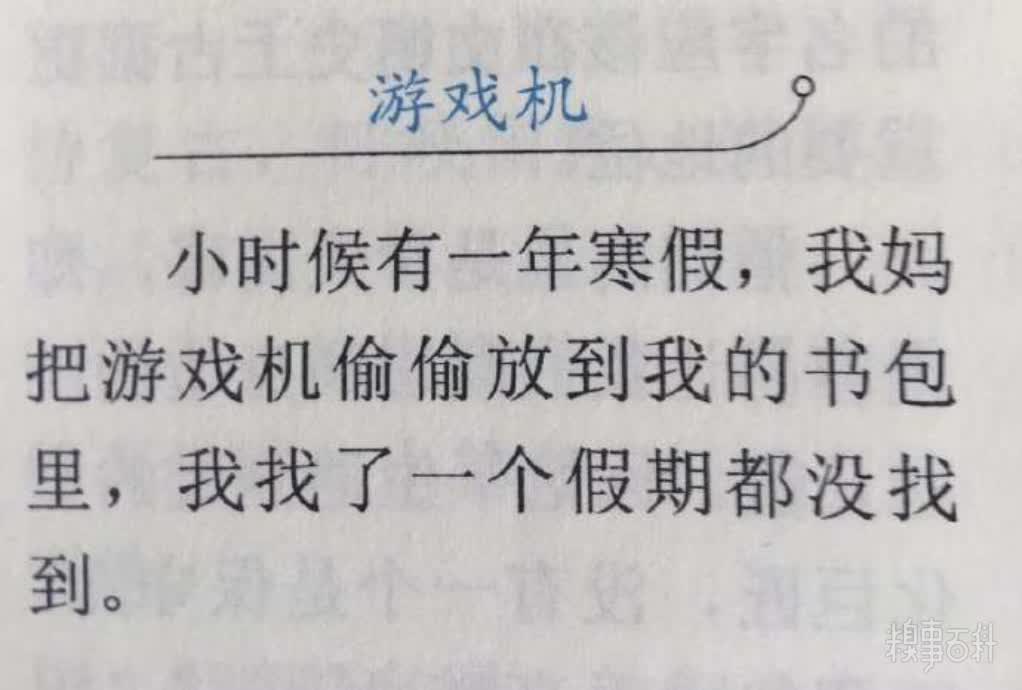 游戏机
小时候有一年寒假，我妈
把游戏机偷偷放到我的书包
里，我找了一个假期都没找
到。
糗事百科